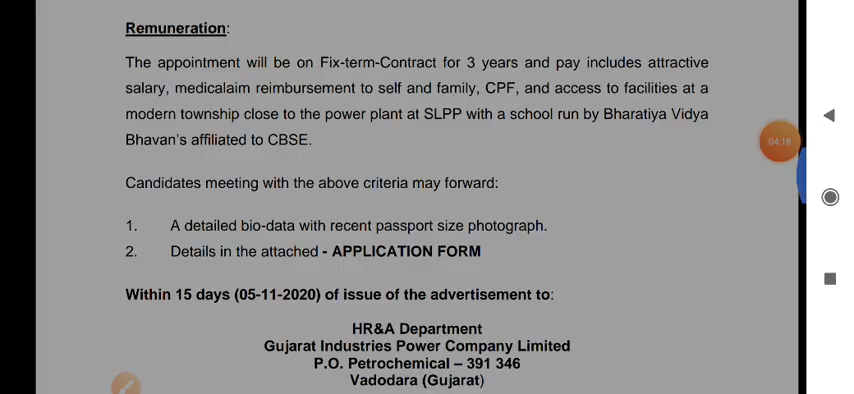 Remuneration:
The appointment will be on Fix-term-Contract for 3 years and pay includes attractive
salary, medicalaim reimbursement to self and family, CPF, and access to facilities at a
modern township close to the power plant at SLPP with a school run by Bharatiya Vidya
Bhavan's affiliated to CBSE.
04:18
Candidates meeting with the above criteria may forward:
1. A detailed bio-data with recent passport size photograph.
2. Details in the attached - APPLICATION FORM
Within 15 days (05-11-2020) of issue of the advertisement to:
HR&A Department
Gujarat Industries Power Company Limited
P.O. Petrochemical – 391 346
Vadodara (Gujarat)